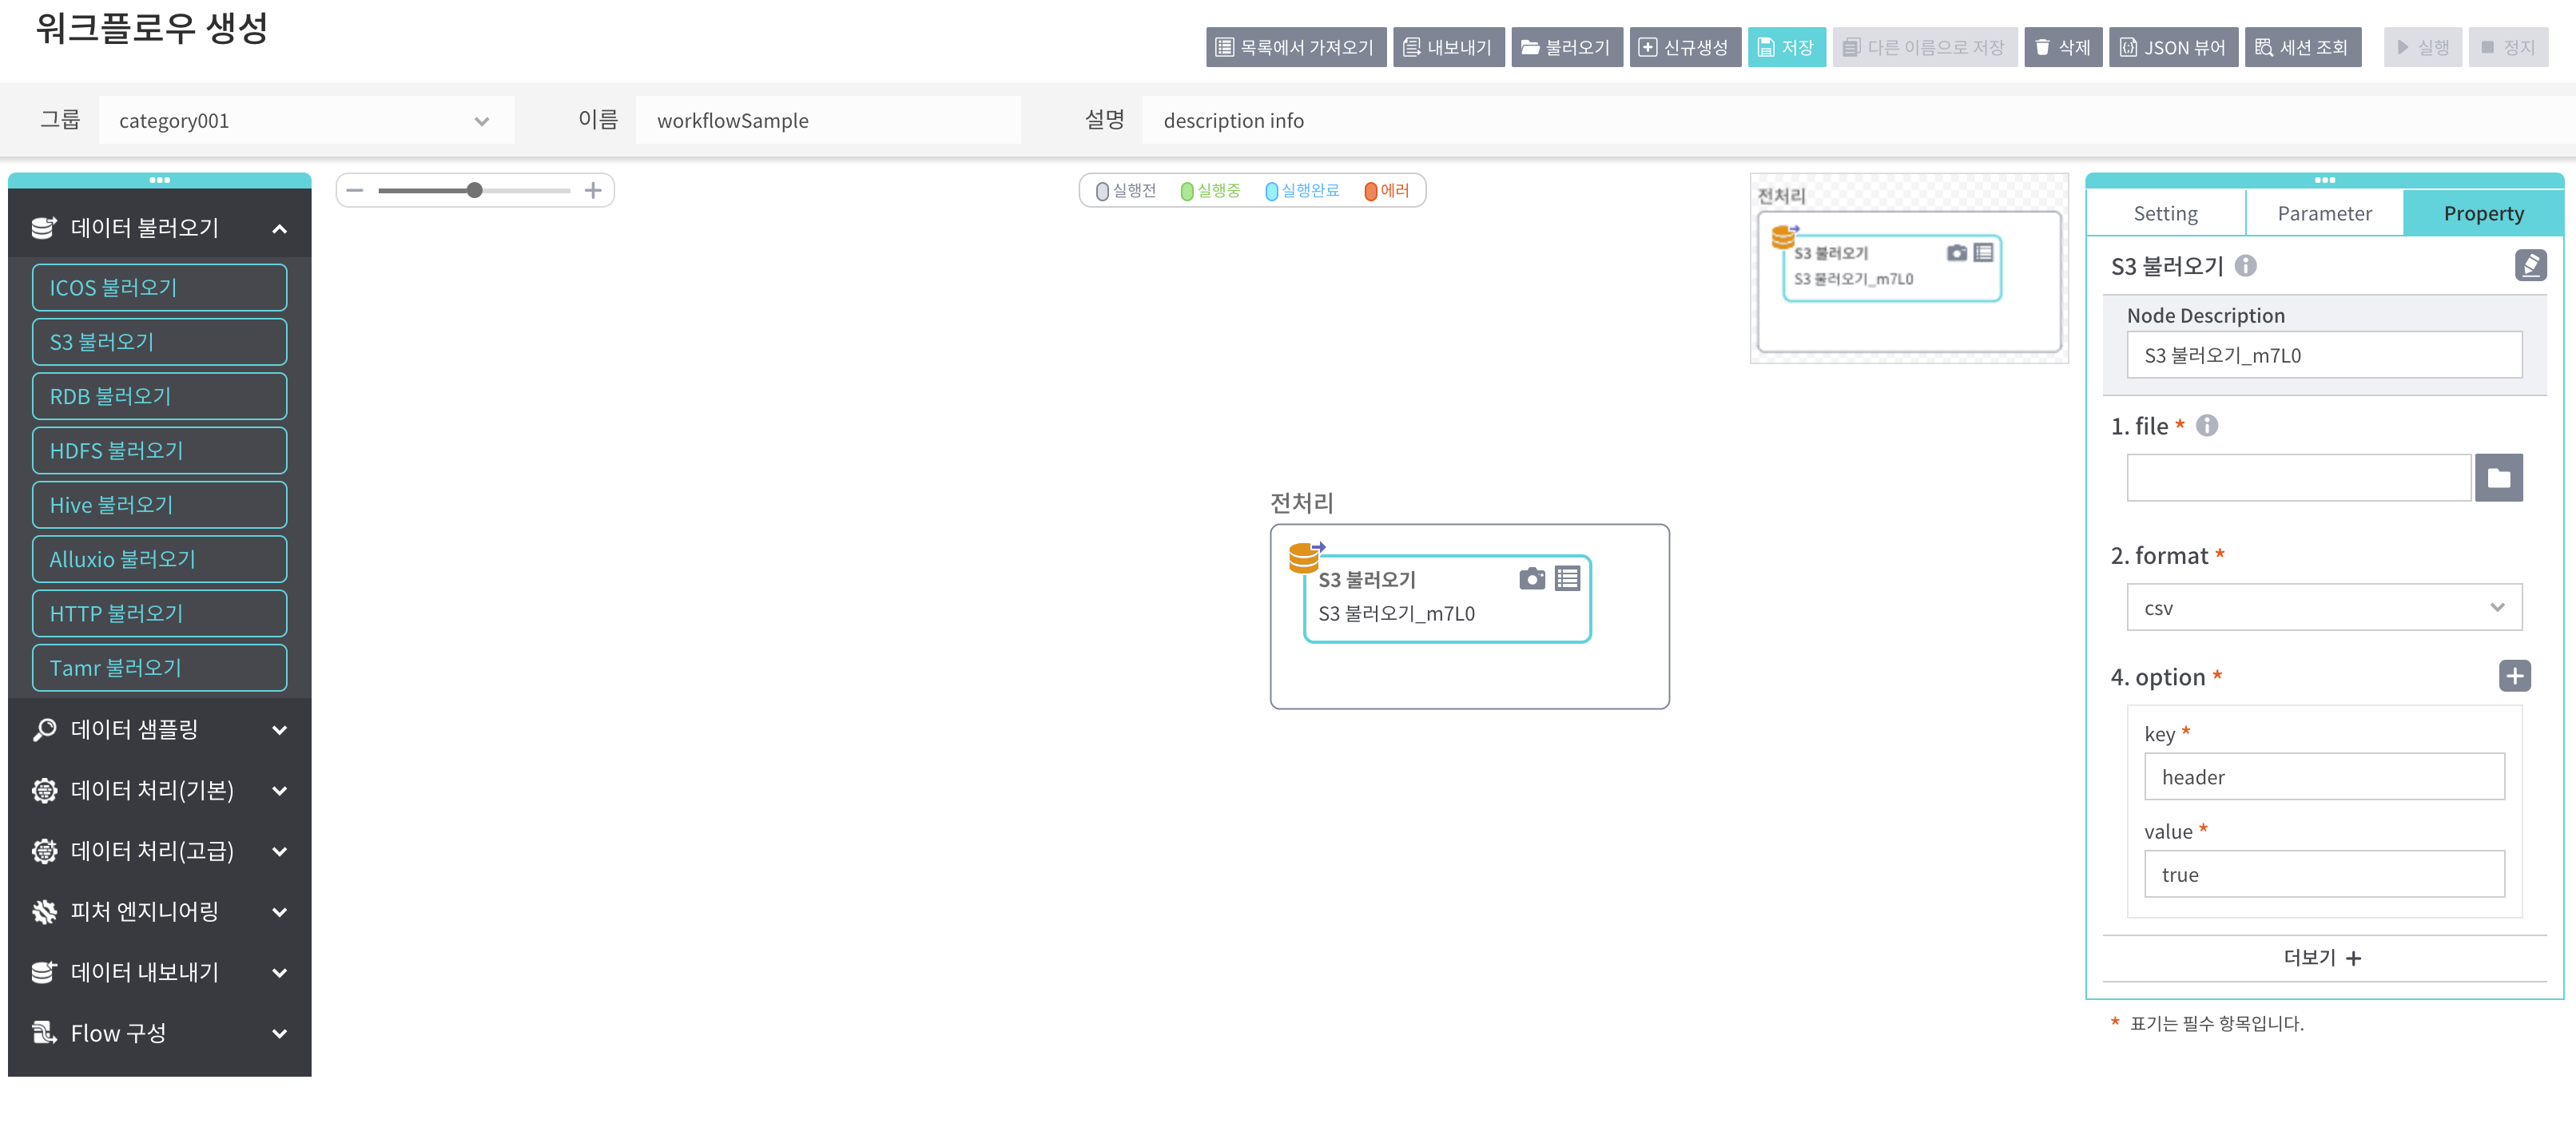 워크플로우 생성
목록에서 가져오기 내보내기 불러오기 신규생성 저장 다른 이름으로 저장 삭제 JSON 뷰어 세션 조회 실행 정지
그룹 category001 이름 workflowSample 설명 description info
데이터 불러오기
ICOS 불러오기
S3 불러오기
RDB 불러오기
HDFS 불러오기
Hive 불러오기
Alluxio 불러오기
HTTP 불러오기
Tamr 불러오기
데이터 샘플링
데이터 처리(기본)
데이터 처리(고급)
피처 엔지니어링
데이터 내보내기
Flow 구성
실행전 실행중 실행완료 에러
전처리
S3 불러오기
S3 불러오기_m7L0
전처리
S3 불러오기
S3 불러오기_m7L0
Setting Parameter Property
S3 불러오기
Node Description
S3 불러오기_m7L0
1. file *
2. format *
csv
4. option *
key *
header
value *
true
더보기 +
* 표기는 필수 항목입니다.